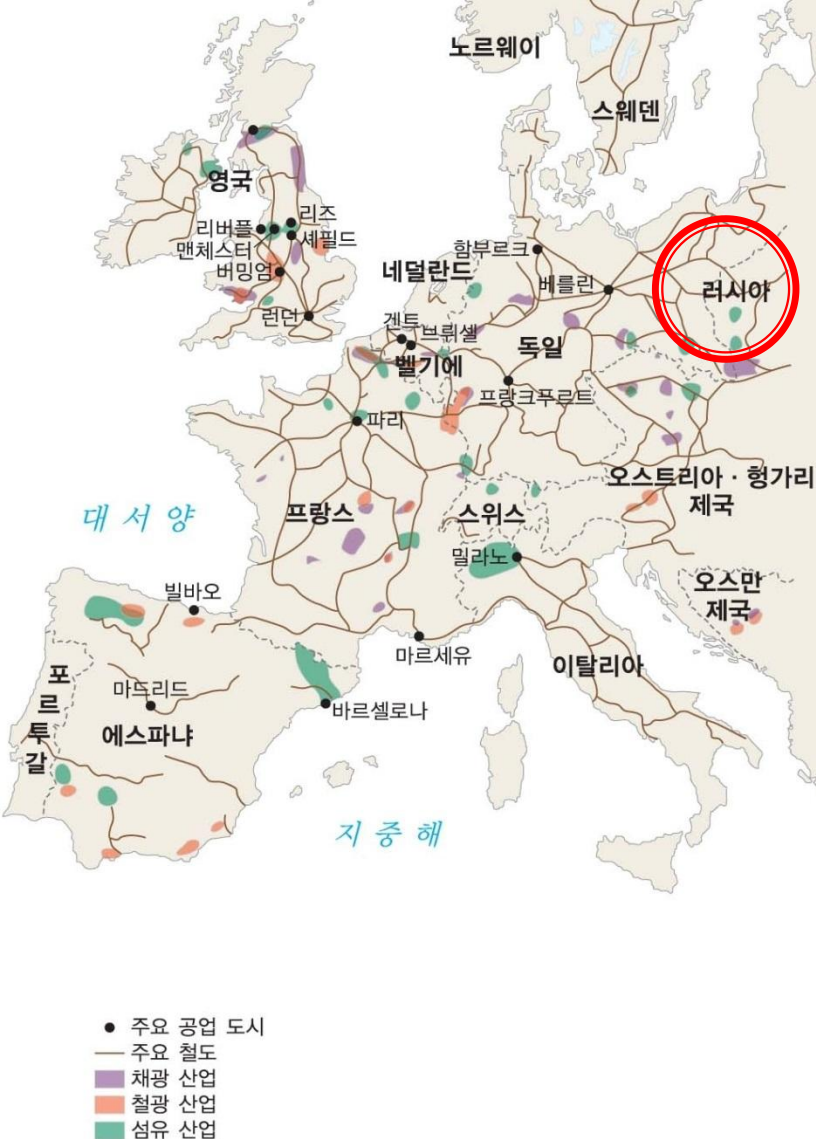 노르웨이
스웨덴
영국
리즈
리버풀
셰필드
맨체스터
버밍엄
런던
함부르크
네덜란드
베를린
러시아
겐트
브뤼셀
독일
벨기에
프랑크푸르트
파리
오스트리아 · 헝가리
제국
대서양
프랑스
스위스
밀라노
오스만
제국
빌바오
마르세유
이탈리아
포
르
투
갈
마드리드
바르셀로나
에스파냐
지중해
주요 공업 도시
주요 철도
채광 산업
철광 산업
섬유 산업